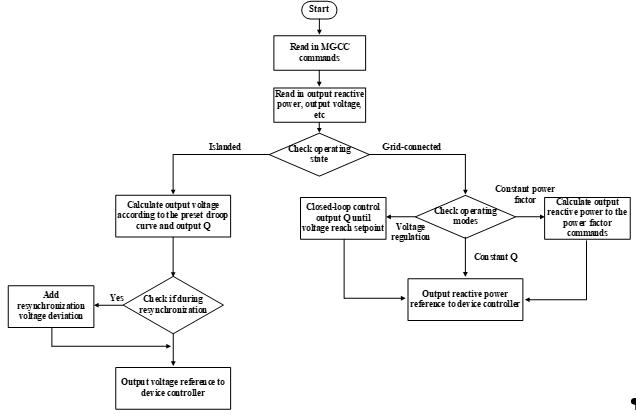 Start
Read in MGCC
commands
Read in output reactive
power, output voltage,
etc
Check operating
state
Islanded
Grid-connected
Calculate output voltage
according to the preset droop
curve and output Q
Closed-loop control
output Q until
voltage reach setpoint
Voltage
regulation
Check operating
modes
Constant power
factor
Calculate output
reactive power to the
power factor
commands
Constant Q
Add
resynchronization
voltage deviation
Yes
Check if during
resynchronization
Output reactive power
reference to device controller
Output voltage reference to
device controller
¶